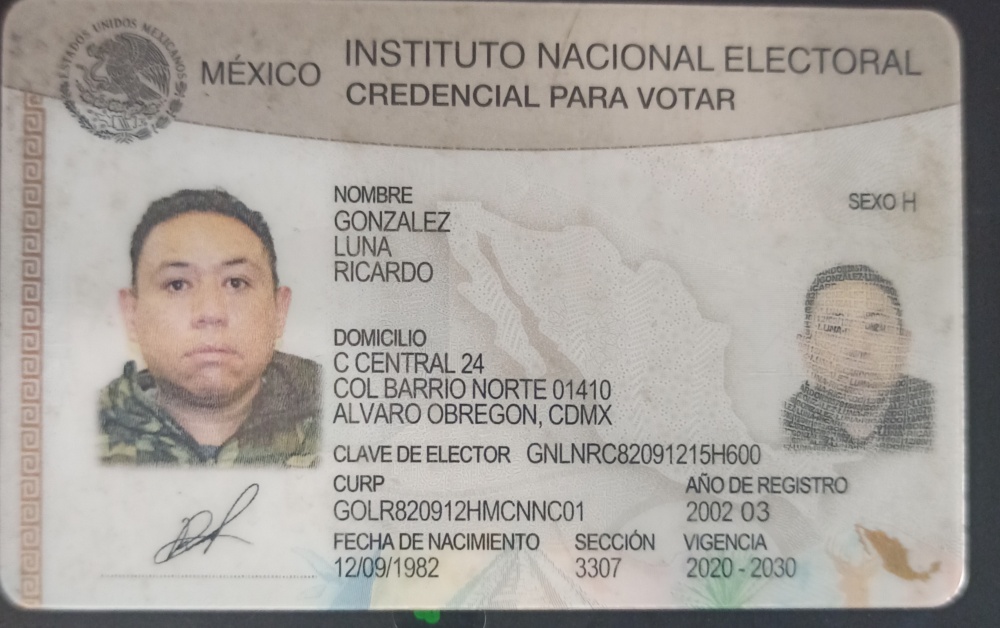 ESTADOS UNIDOS MEXICANOS
MÉXICO
INSTITUTO NACIONAL ELECTORAL
CREDENCIAL PARA VOTAR
NOMBRE
GONZALEZ
LUNA
RICARDO
SEXO H
DOMICILIO
C CENTRAL 24
COL BARRIO NORTE 01410
ALVARO OBREGON, CDMX
CLAVE DE ELECTOR GNLNRC82091215H600
CURP
GOLR820912HMCNNC01
AÑO DE REGISTRO
2002 03
FECHA DE NACIMIENTO
12/09/1982
SECCIÓN
3307
VIGENCIA
2020 - 2030